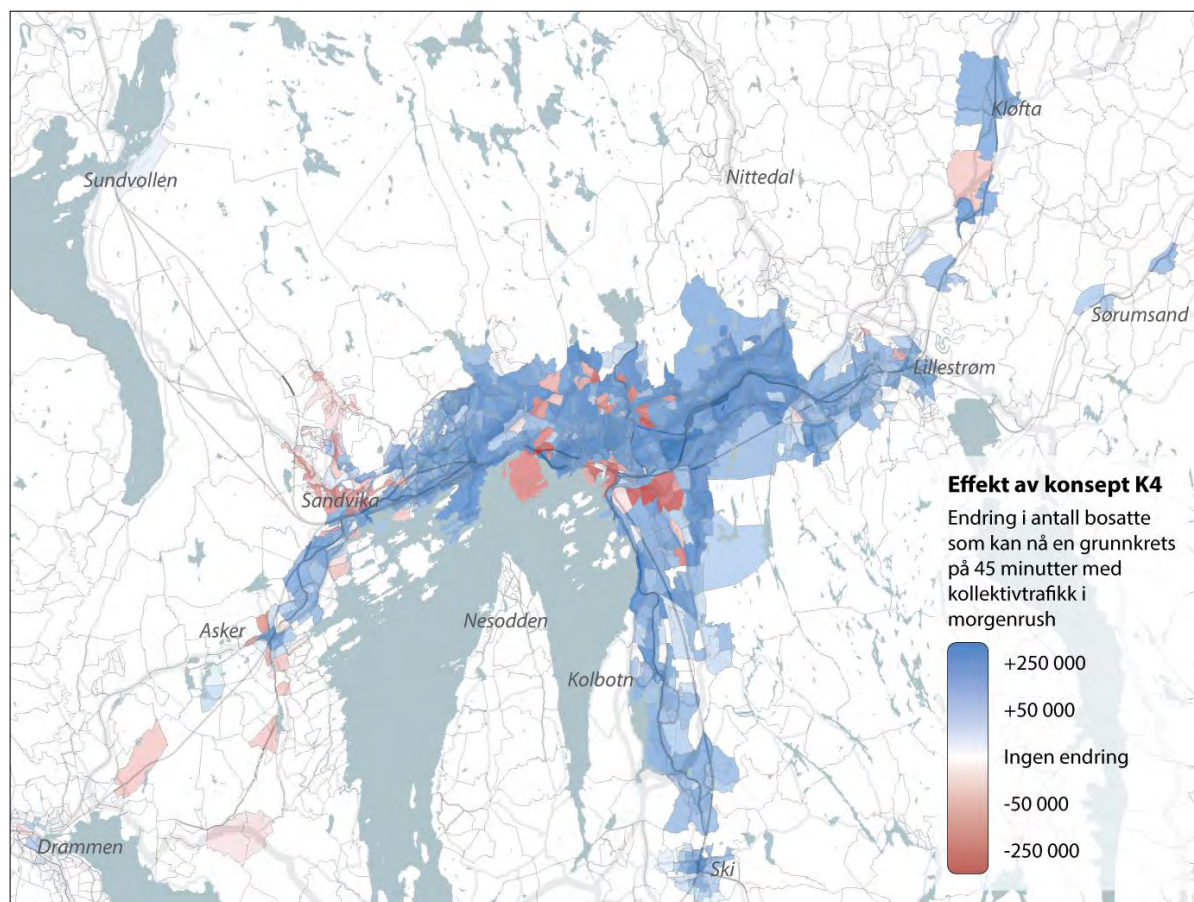 Kløfta
Sundvollen
Nittedal
Sørumsand
Lillestrøm
Sandvika
Asker
Nesodden
Kolbotn
Drammen
Ski
Effekt av konsept K4
Endring i antall bosatte
som kan nå en grunnkrets
på 45 minutter med
kollektivtrafikk i
morgenrush
+250 000
+50 000
Ingen endring
-50 000
-250 000